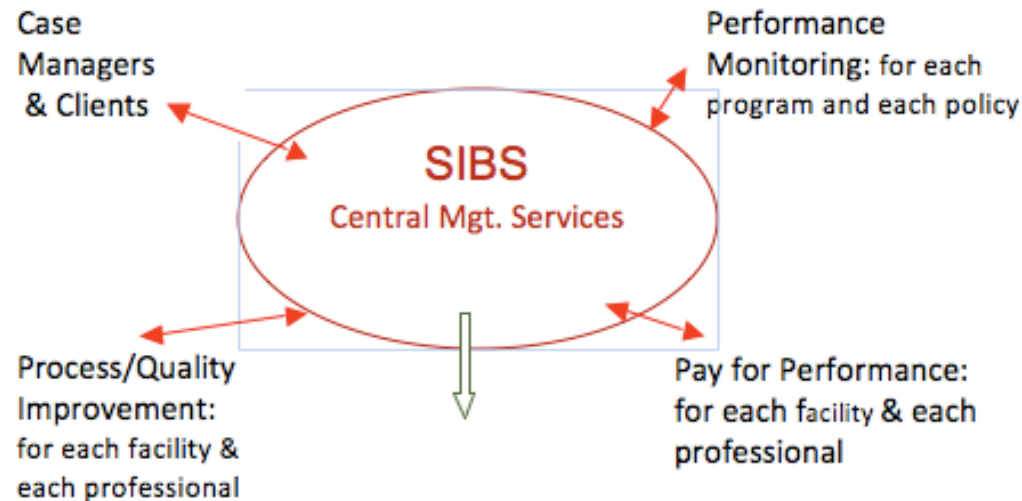 Case
Managers
& Clients
Performance
Monitoring: for each
program and each policy
SIBS
Central Mgt. Services
Process/Quality
Improvement:
for each facility &
each professional
Pay for Performance:
for each facility & each
professional